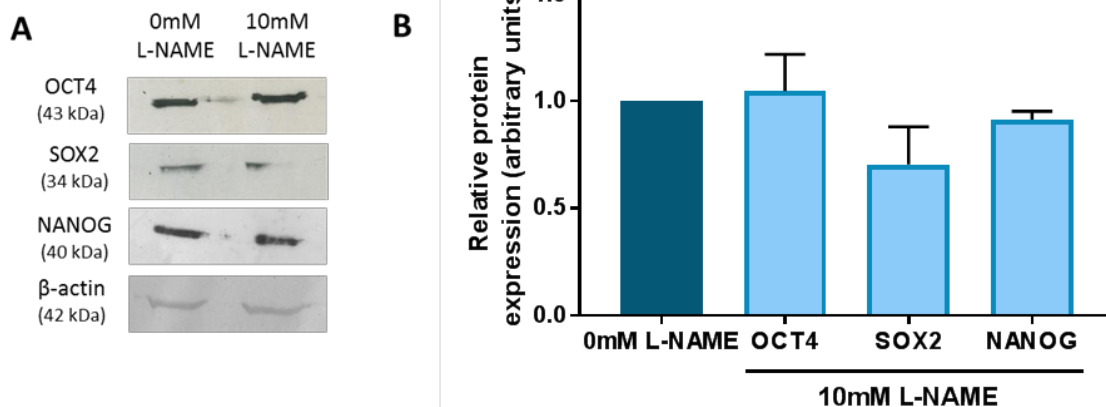 A
0mM
L-NAME
10mM
L-NAME
OCT4
(43 kDa)
SOX2
(34 kDa)
NANOG
(40 kDa)
β-actin
(42 kDa)
B
Relative protein
expression (arbitrary units
1.0
0.5
0.0
0mM L-NAME
OCT4
SOX2
NANOG
10mM L-NAME